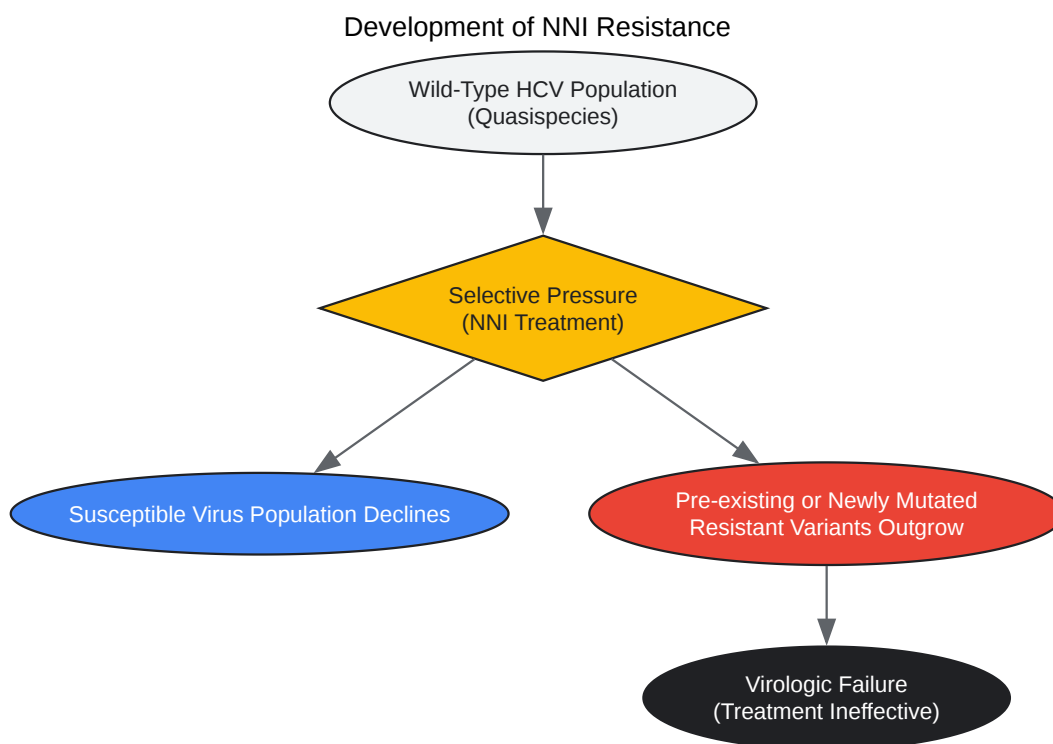 Development of NNI Resistance
Wild-Type HCV Population
(Quasispecies)
Selective Pressure
(NNI Treatment)
Susceptible Virus Population Declines
Pre-existing or Newly Mutated
Resistant Variants Outgrow
Virologic Failure
(Treatment Ineffective)